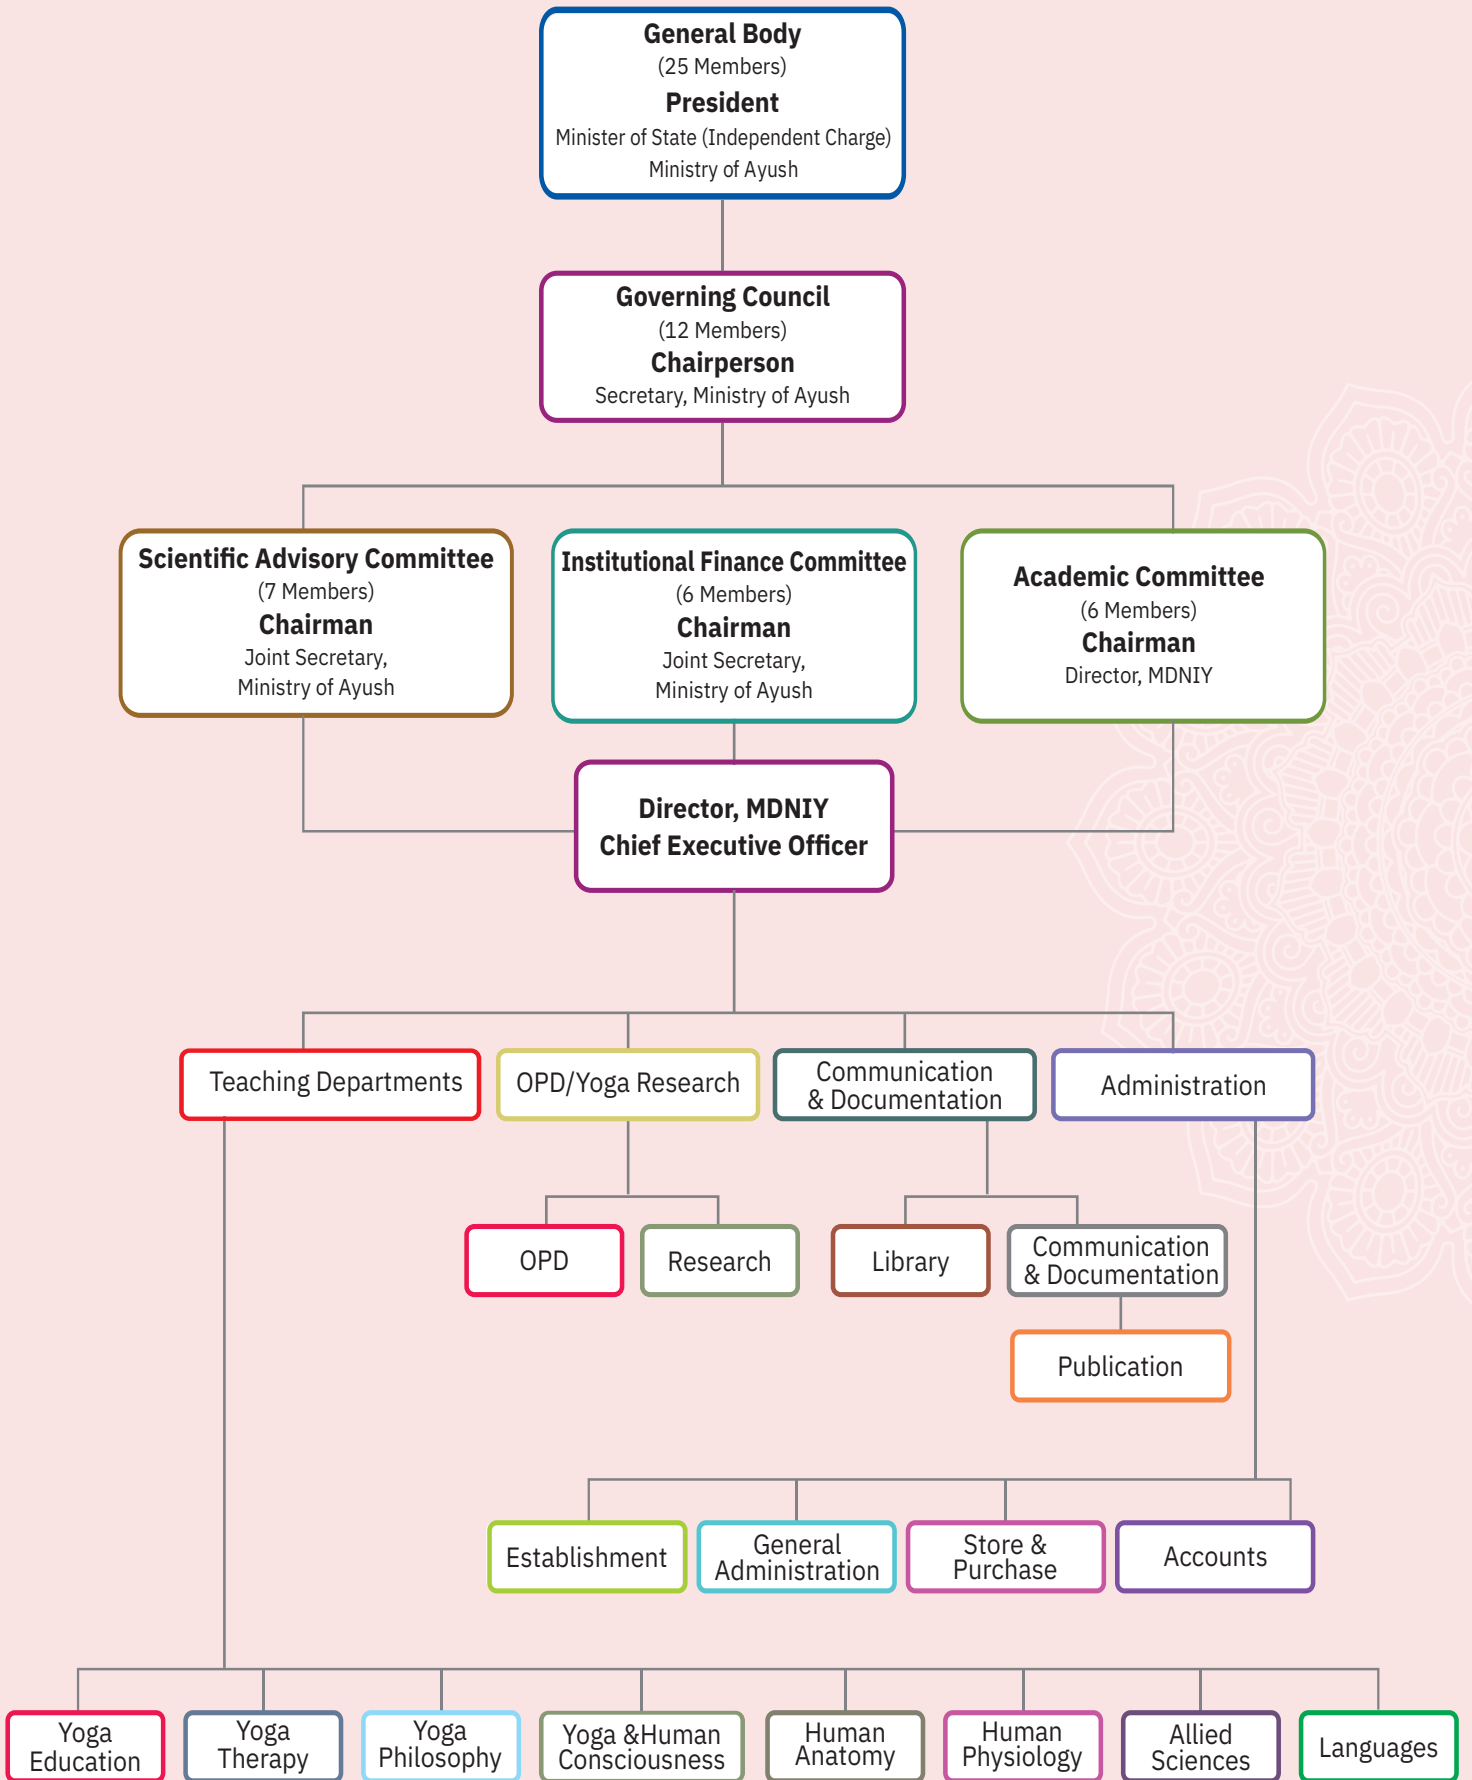 General Body
(25 Members)
President
Minister of State (Independent Charge)
Ministry of Ayush
Governing Council
(12 Members)
Chairperson
Secretary, Ministry of Ayush
Scientific Advisory Committee
(7 Members)
Chairman
Joint Secretary,
Ministry of Ayush
Institutional Finance Committee
(6 Members)
Chairman
Joint Secretary,
Ministry of Ayush
Academic Committee
(6 Members)
Chairman
Director, MDNIY
Director, MDNIY
Chief Executive Officer
Teaching Departments
OPD/Yoga Research
Communication
& Documentation
Administration
OPD
Research
Library
Communication
& Documentation
Publication
Establishment
General
Administration
Store &
Purchase
Accounts
Yoga
Education
Yoga
Therapy
Yoga
Philosophy
Yoga &Human
Consciousness
Human
Anatomy
Human
Physiology
Allied
Sciences
Languages